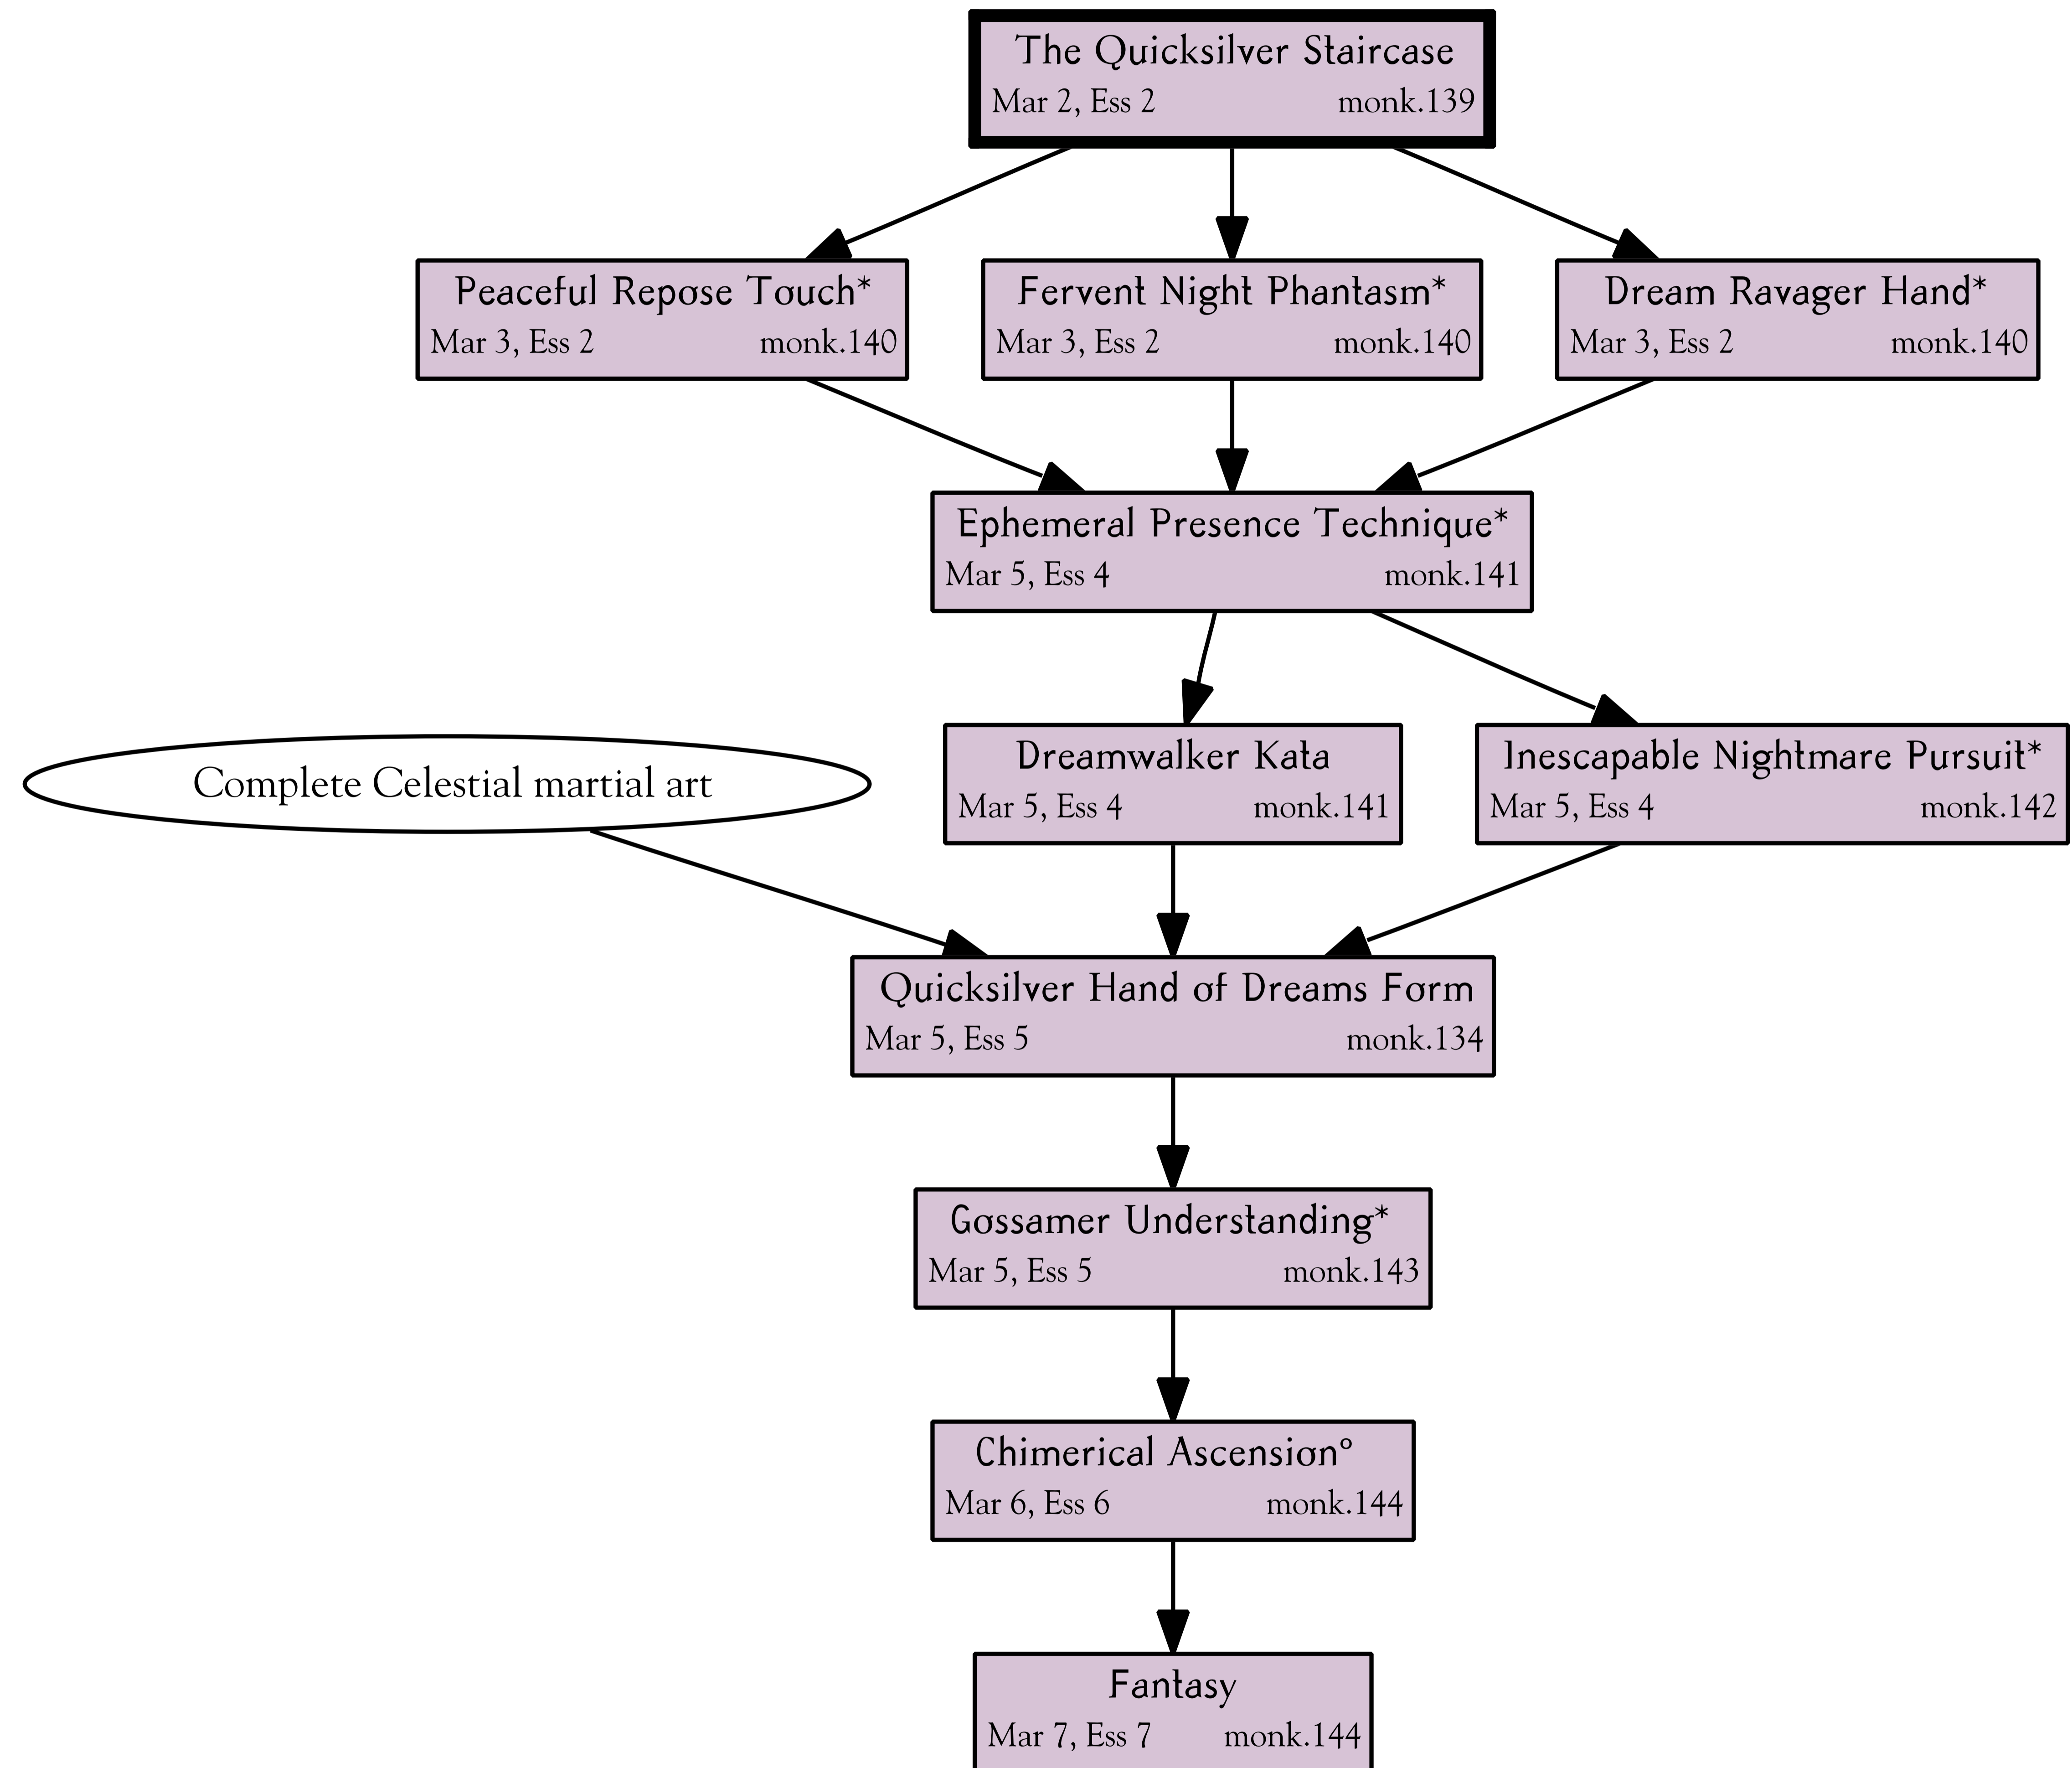 The Quicksilver Staircase
Mar 2, Ess 2 monk.139
Peaceful Repose Touch*
Mar 3, Ess 2 monk.140
Fervent Night Phantasm*
Mar 3, Ess 2 monk.140
Dream Ravager Hand*
Mar 3, Ess 2 monk.140
Ephemeral Presence Technique*
Mar 5, Ess 4 monk.141
Complete Celestial martial art
Dreamwalker Kata
Mar 5, Ess 4 monk.141
Inescapable Nightmare Pursuit*
Mar 5, Ess 4 monk.142
Quicksilver Hand of Dreams Form
Mar 5, Ess 5 monk.134
Gossamer Understanding*
Mar 5, Ess 5 monk.143
Chimerical Ascension°
Mar 6, Ess 6 monk.144
Fantasy
Mar 7, Ess 7 monk.144